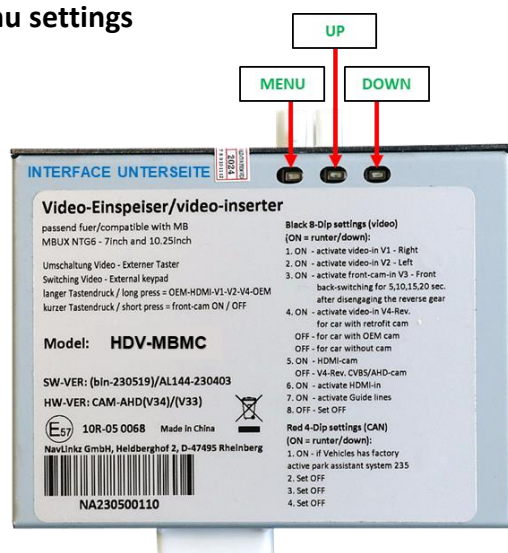 nu settings
UP
MENU
DOWN
INTERFACE UNTERSEITE
2024
Video-Einspeiser/video-inserter
passend fuer/compatible with MB
MBUX NTG6 - 7inch and 10.25inch
Umschaltung Video - Externer Taster
Switching Video - External keypad
langer Tastendruck / long press = OEM-HDMI-V1-V2-V4-OEM
kurzer Tastendruck / short press = front-cam ON / OFF
Model: HDV-MBMC
SW-VER: (bin-230519)/AL144-230403
HW-VER: CAM-AHD(V34)/(V33)
E57 10R-05 0068 Made in China
NavLinkz GmbH, Heidberghof 2, D-47495 Rheinberg
NA230500110
Black 8-Dip settings (video)
(ON = runter/down):
1. ON - activate video-in V1 - Right
2. ON - activate video-in V2 - Left
3. ON - activate front-cam-in V3 - Front
back-switching for 5,10,15,20 sec.
after disengaging the reverse gear
4. ON - activate video-in V4-Rev.
for car with retrofit cam
OFF - for car with OEM cam
OFF - for car without cam
5. ON - HDMI-cam
OFF - V4-Rev. CVBS/AHD-cam
6. ON - activate HDMI-in
7. ON - activate Guide lines
8. OFF - Set OFF
Red 4-Dip settings (CAN)
(ON = runter/down):
1. ON - if Vehicles has factory
active park assistant system 235
2. Set OFF
3. Set OFF
4. Set OFF